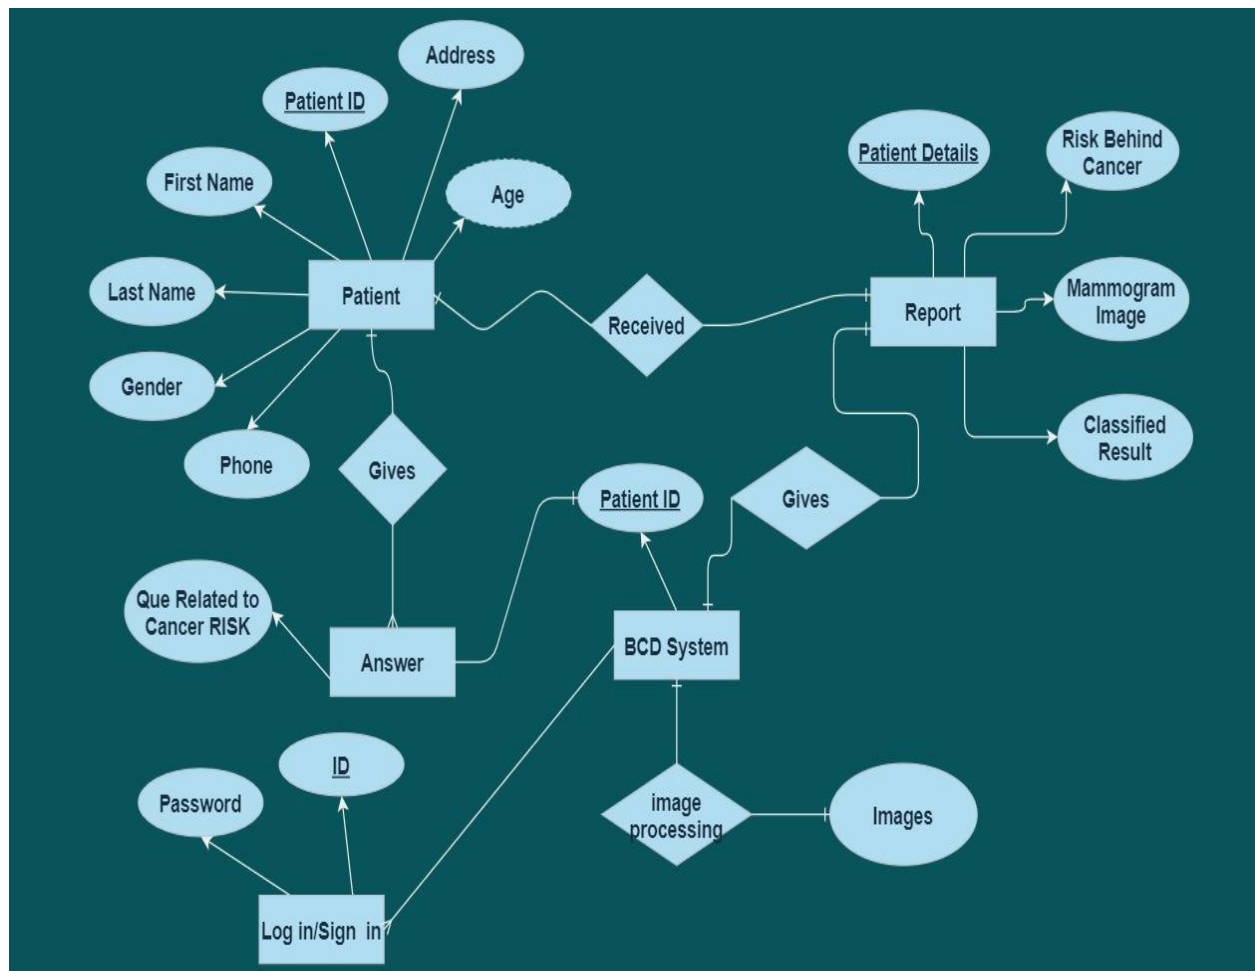 Address
Patient ID
Patient Details
Risk Behind
Cancer
First Name
Age
Last Name
Patient
Received
Report
Mammogram
Image
Gender
Phone
Gives
Classified
Result
Patient ID
Gives
Que Related to
Cancer RISK
Answer
BCD System
ID
Password
image
processing
Images
Log in/Sign in